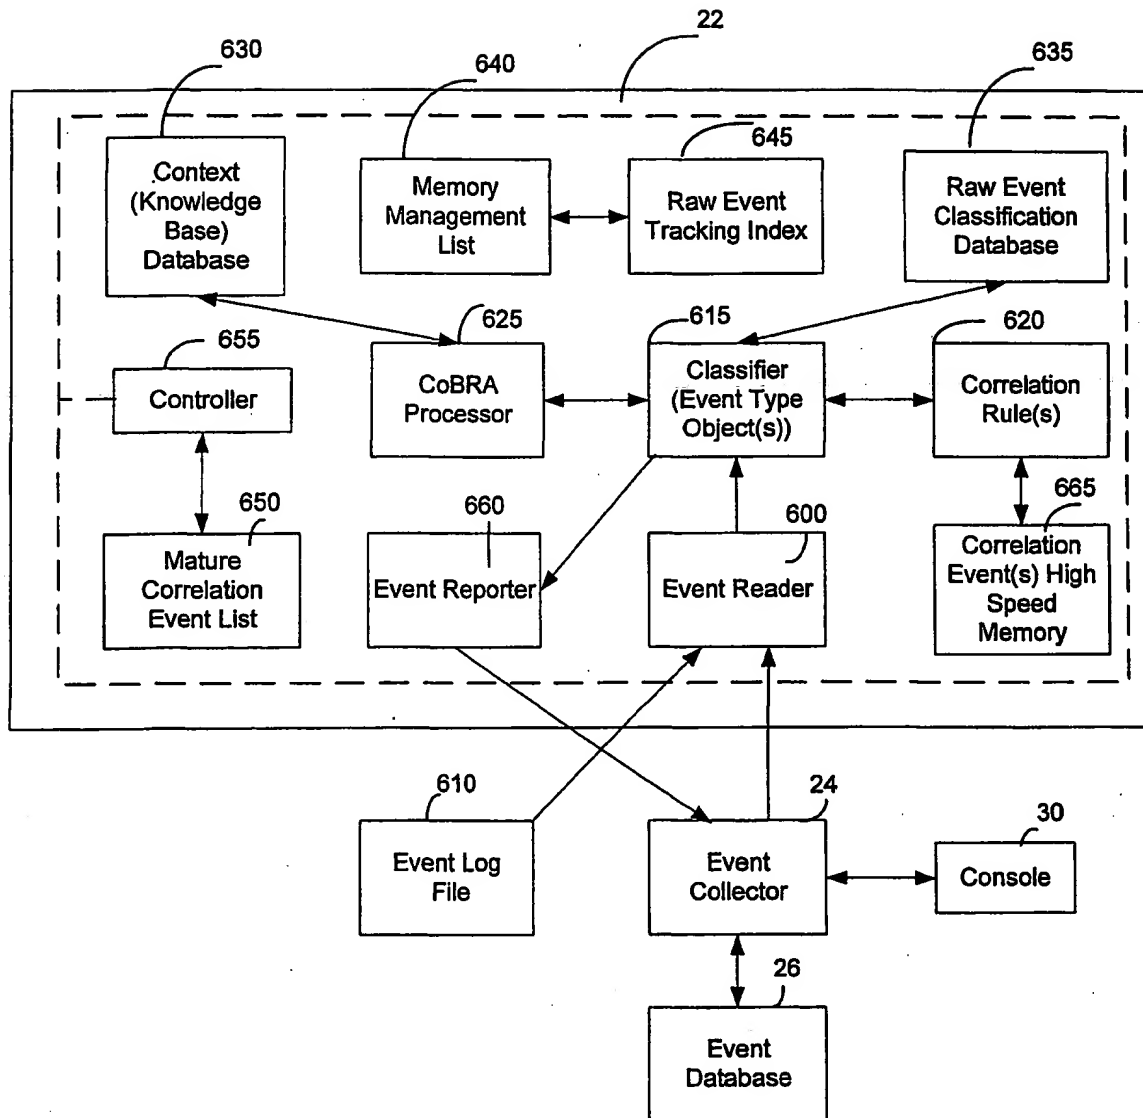 22
630
640
635
645
Context
(Knowledge
Base)
Database
Memory
Management
List
Raw Event
Tracking Index
Raw Event
Classification
Database
655
625
615
620
Controller
CoBRA
Processor
Classifier
(Event Type
Object(s))
Correlation
Rule(s)
650
660
600
665
Mature
Correlation
Event List
Event Reporter
Event Reader
Correlation
Event(s) High
Speed
Memory
610
24
30
Event Log
File
Event
Collector
Console
26
Event
Database